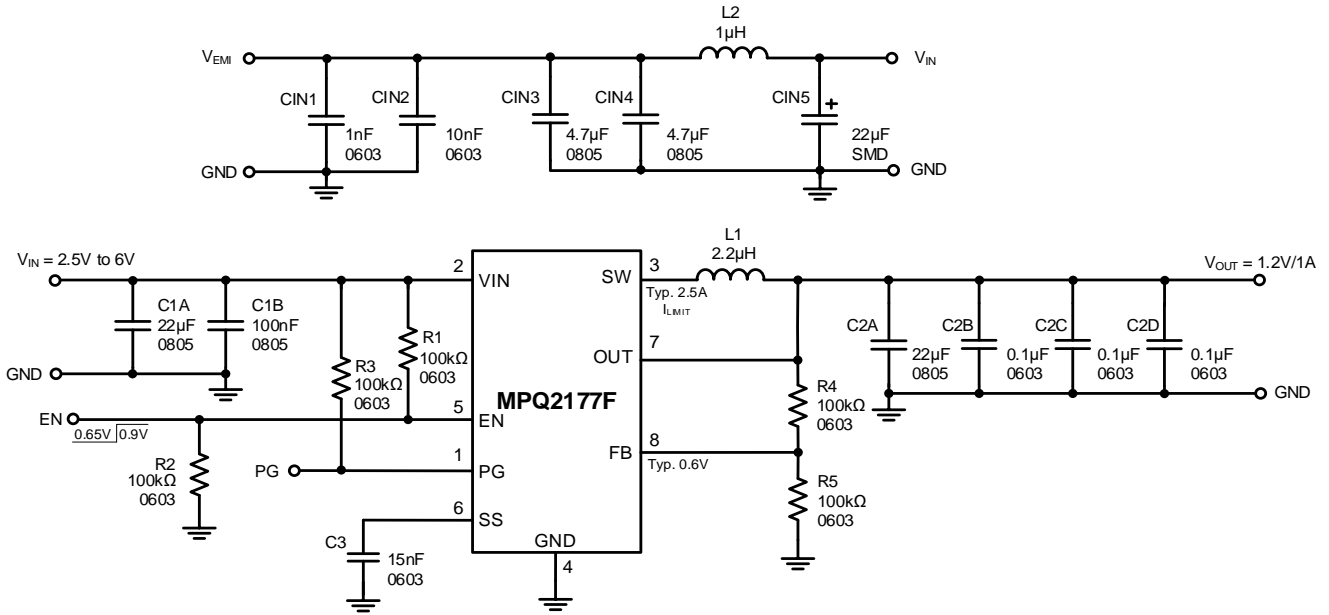 L2
1µH
VEMI
VIN
CIN1
CIN2
CIN3
CIN4
CIN5
+
1nF
0603
10nF
0603
4.7µF
0805
4.7µF
0805
22µF
SMD
GND
GND
VIN = 2.5V to 6V
C1A
22µF
0805
C1B
100nF
0805
GND
EN
0.65V 0.9V
R2
100kΩ
0603
R3
100kΩ
0603
R1
100kΩ
0603
PG
C3
15nF
0603
2
VIN
5
EN
1
PG
6
SS
MPQ2177F
GND
4
SW
3
Typ. 2.5A
ILIMIT
OUT
7
FB
8
Typ. 0.6V
L1
2.2µH
R4
100kΩ
0603
R5
100kΩ
0603
VOUT = 1.2V/1A
C2A
22µF
0805
C2B
0.1µF
0603
C2C
0.1µF
0603
C2D
0.1µF
0603
GND